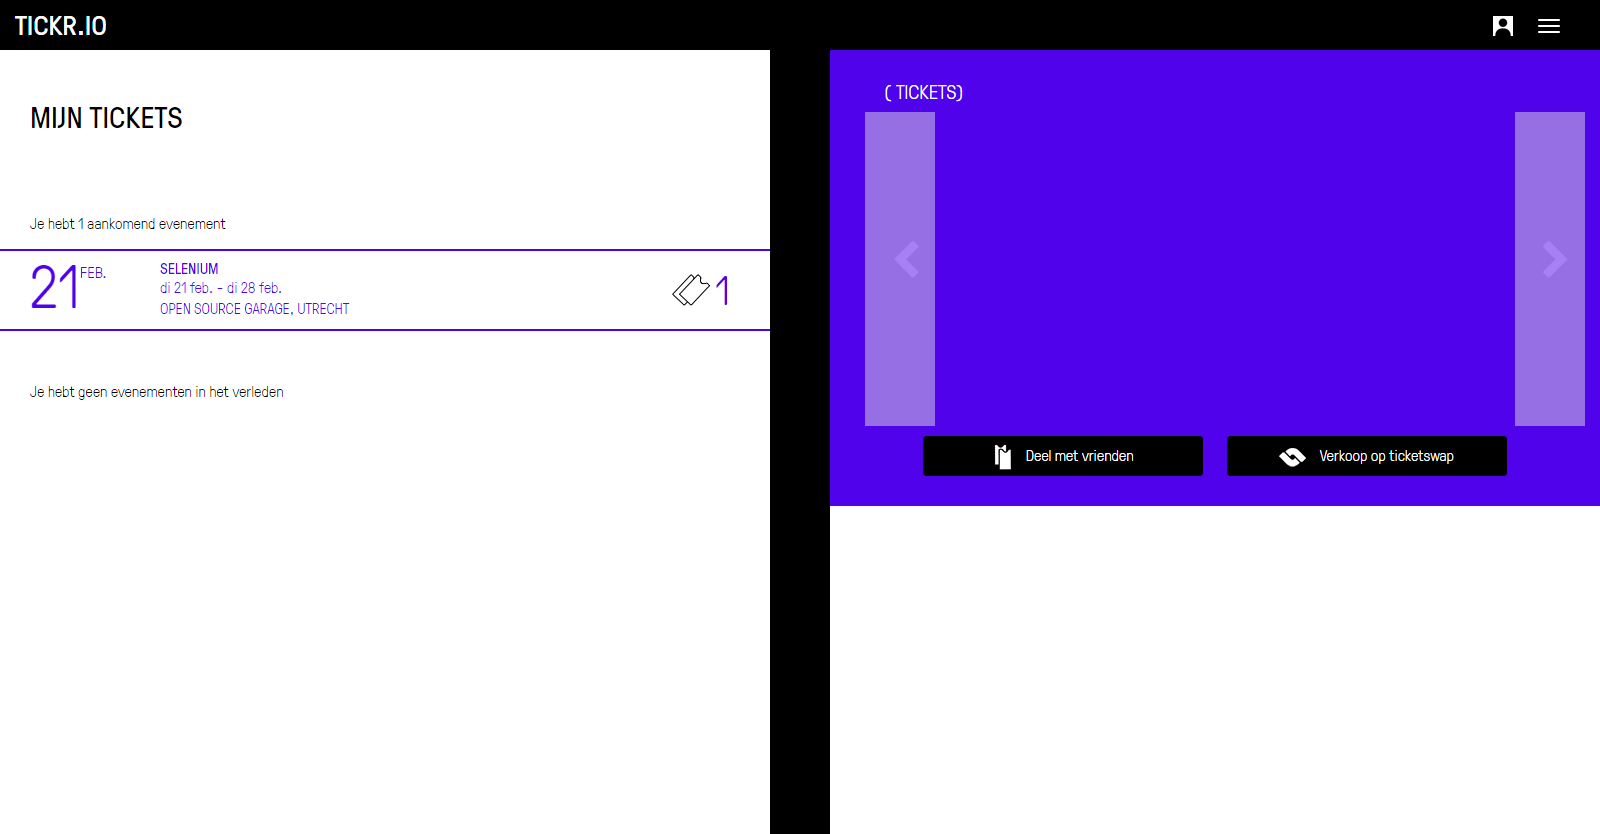 TICKR.IO
MIJN TICKETS
Je hebt 1 aankomend evenement
21 FEB.
SELENIUM
di 21 feb. - di 28 feb.
OPEN SOURCE GARAGE, UTRECHT
1
Je hebt geen evenementen in het verleden
( TICKETS)
Deel met vrienden
Verkoop op ticketswap